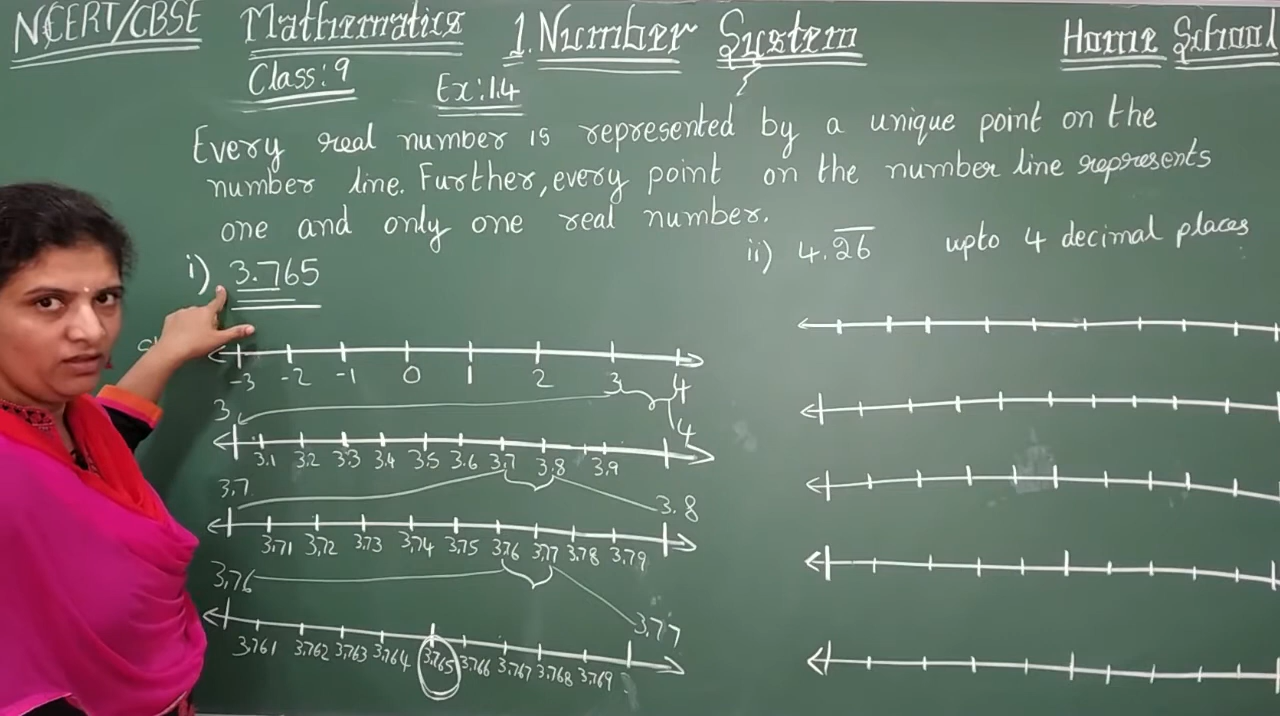 NCERT/CBSE Mathematics 1. Number System Home School
Class: 9 Ex: 1.4
Every real number is represented by a unique point on the
number line. Further, every point on the number line represents
one and only one real number.
i) 3.765
-3 -2 -1 0 1 2 3 4
3 4
3.1 3.2 3.3 3.4 3.5 3.6 3.7 3.8 3.9
3.7 3.8
3.71 3.72 3.73 3.74 3.75 3.76 3.77 3.78 3.79
3.76 3.77
3.761 3.762 3.763 3.764 3.765 3.766 3.767 3.768 3.769
ii) 4.2̅6̅ upto 4 decimal places